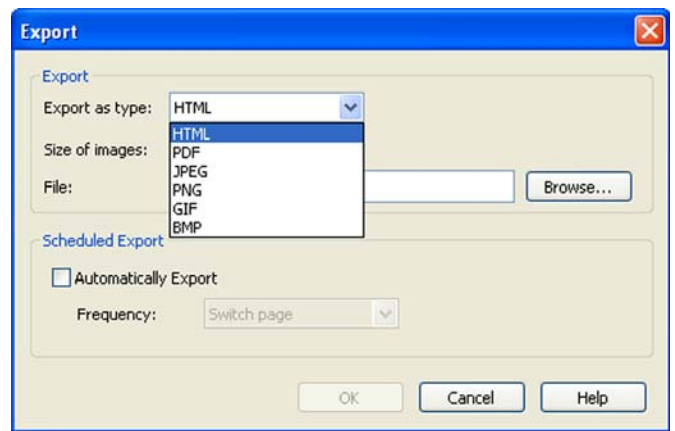 Export
Export
Export as type: HTML
HTML
Size of images: PDF
JPEG
File: PNG Browse...
GIF
BMP
Scheduled Export
Automatically Export
Frequency: Switch page
OK Cancel Help